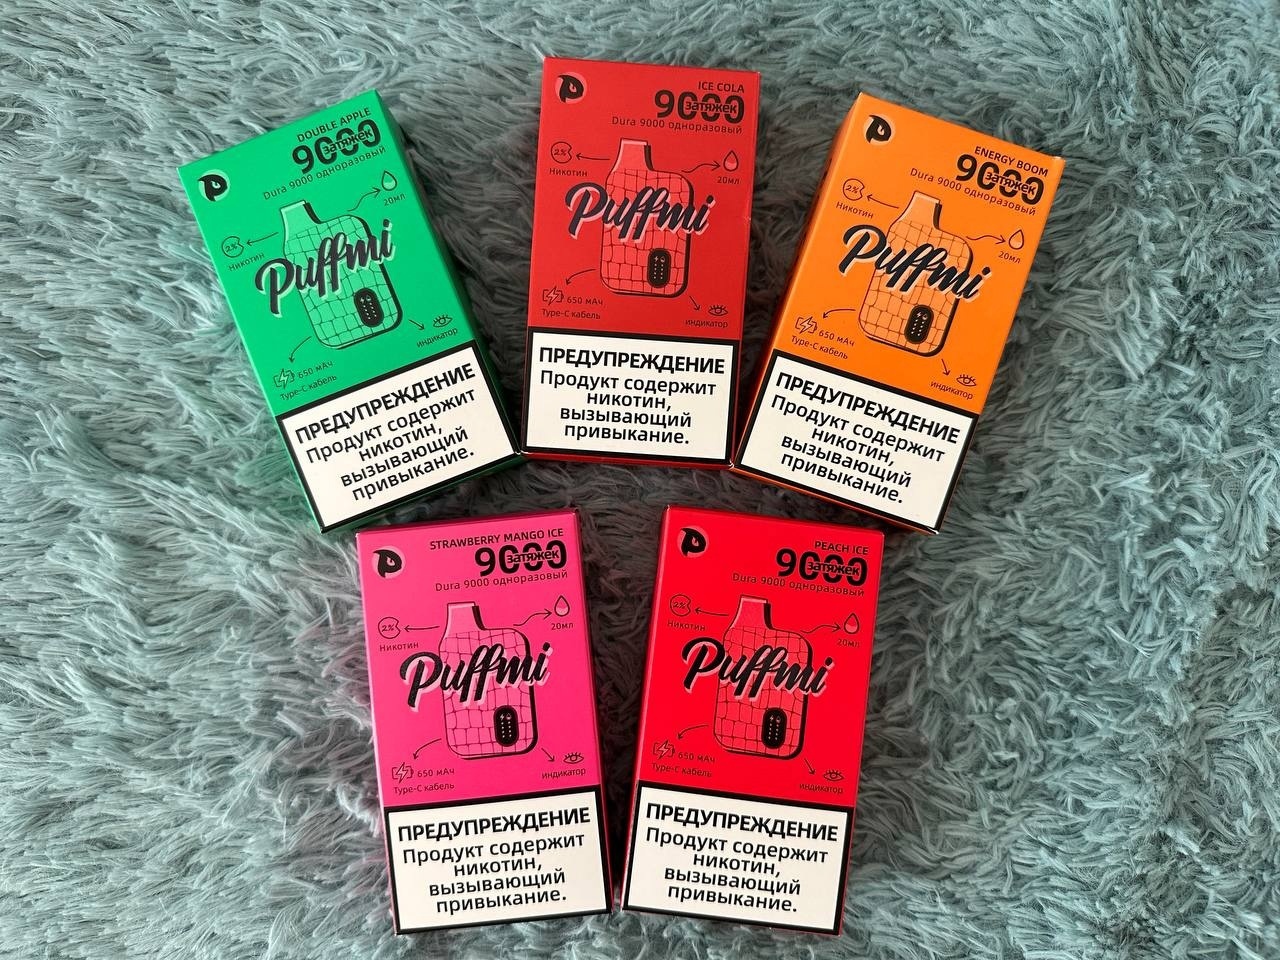 DOUBLE APPLE
9000
затяжек
Dura 9000 одноразовый
2%
Никотин
20мл
Puffmi
650 мАч
Type-C кабель
индикатор
ПРЕДУПРЕЖДЕНИЕ
Продукт содержит
никотин,
вызывающий
привыкание.
ICE COLA
9000
затяжек
Dura 9000 одноразовый
2%
Никотин
20мл
Puffmi
650 мАч
Type-C кабель
индикатор
ПРЕДУПРЕЖДЕНИЕ
Продукт содержит
никотин,
вызывающий
привыкание.
ENERGY BOOM
9000
затяжек
Dura 9000 одноразовый
2%
Никотин
20мл
Puffmi
650 мАч
Type-C кабель
индикатор
ПРЕДУПРЕЖДЕНИЕ
Продукт содержит
никотин,
вызывающий
привыкание.
STRAWBERRY MANGO ICE
9000
затяжек
Dura 9000 одноразовый
2%
Никотин
20мл
Puffmi
650 мАч
Type-C кабель
индикатор
ПРЕДУПРЕЖДЕНИЕ
Продукт содержит
никотин,
вызывающий
привыкание.
PEACH ICE
9000
затяжек
Dura 9000 одноразовый
2%
Никотин
20мл
Puffmi
650 мАч
Type-C кабель
индикатор
ПРЕДУПРЕЖДЕНИЕ
Продукт содержит
никотин,
вызывающий
привыкание.